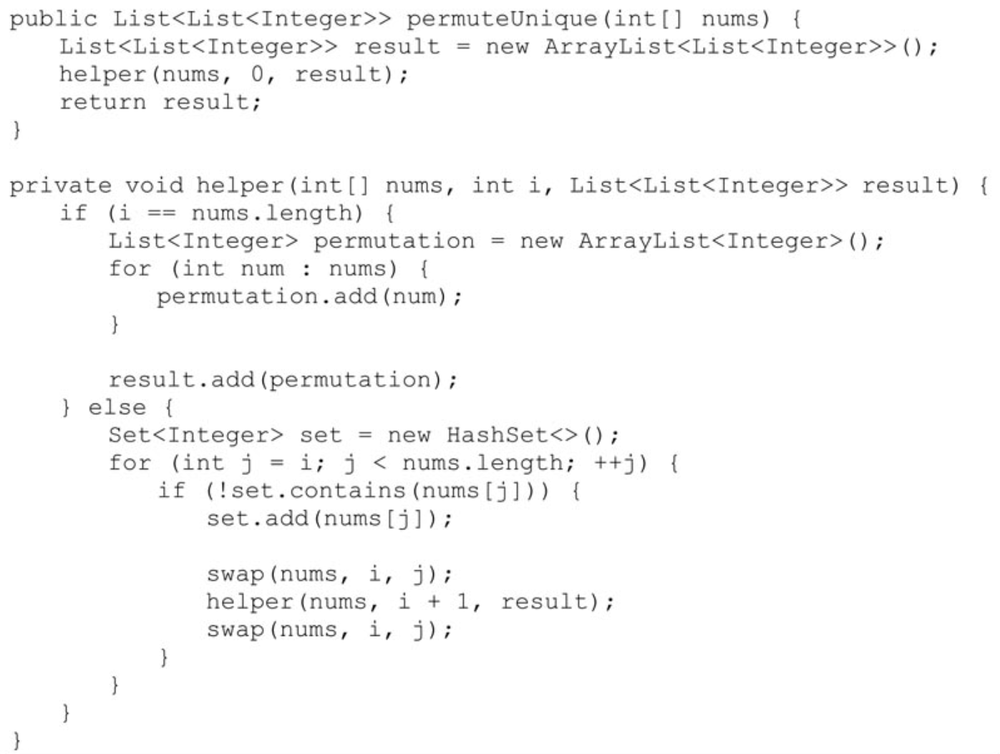 public List<List<Integer>> permuteUnique(int[] nums) {
    List<List<Integer>> result = new ArrayList<List<Integer>>();
    helper(nums, 0, result);
    return result;
}

private void helper(int[] nums, int i, List<List<Integer>> result) {
    if (i == nums.length) {
        List<Integer> permutation = new ArrayList<Integer>();
        for (int num : nums) {
            permutation.add(num);
        }

        result.add(permutation);
    } else {
        Set<Integer> set = new HashSet<>();
        for (int j = i; j < nums.length; ++j) {
            if (!set.contains(nums[j])) {
                set.add(nums[j]);

                swap(nums, i, j);
                helper(nums, i + 1, result);
                swap(nums, i, j);
            }
        }
    }
}